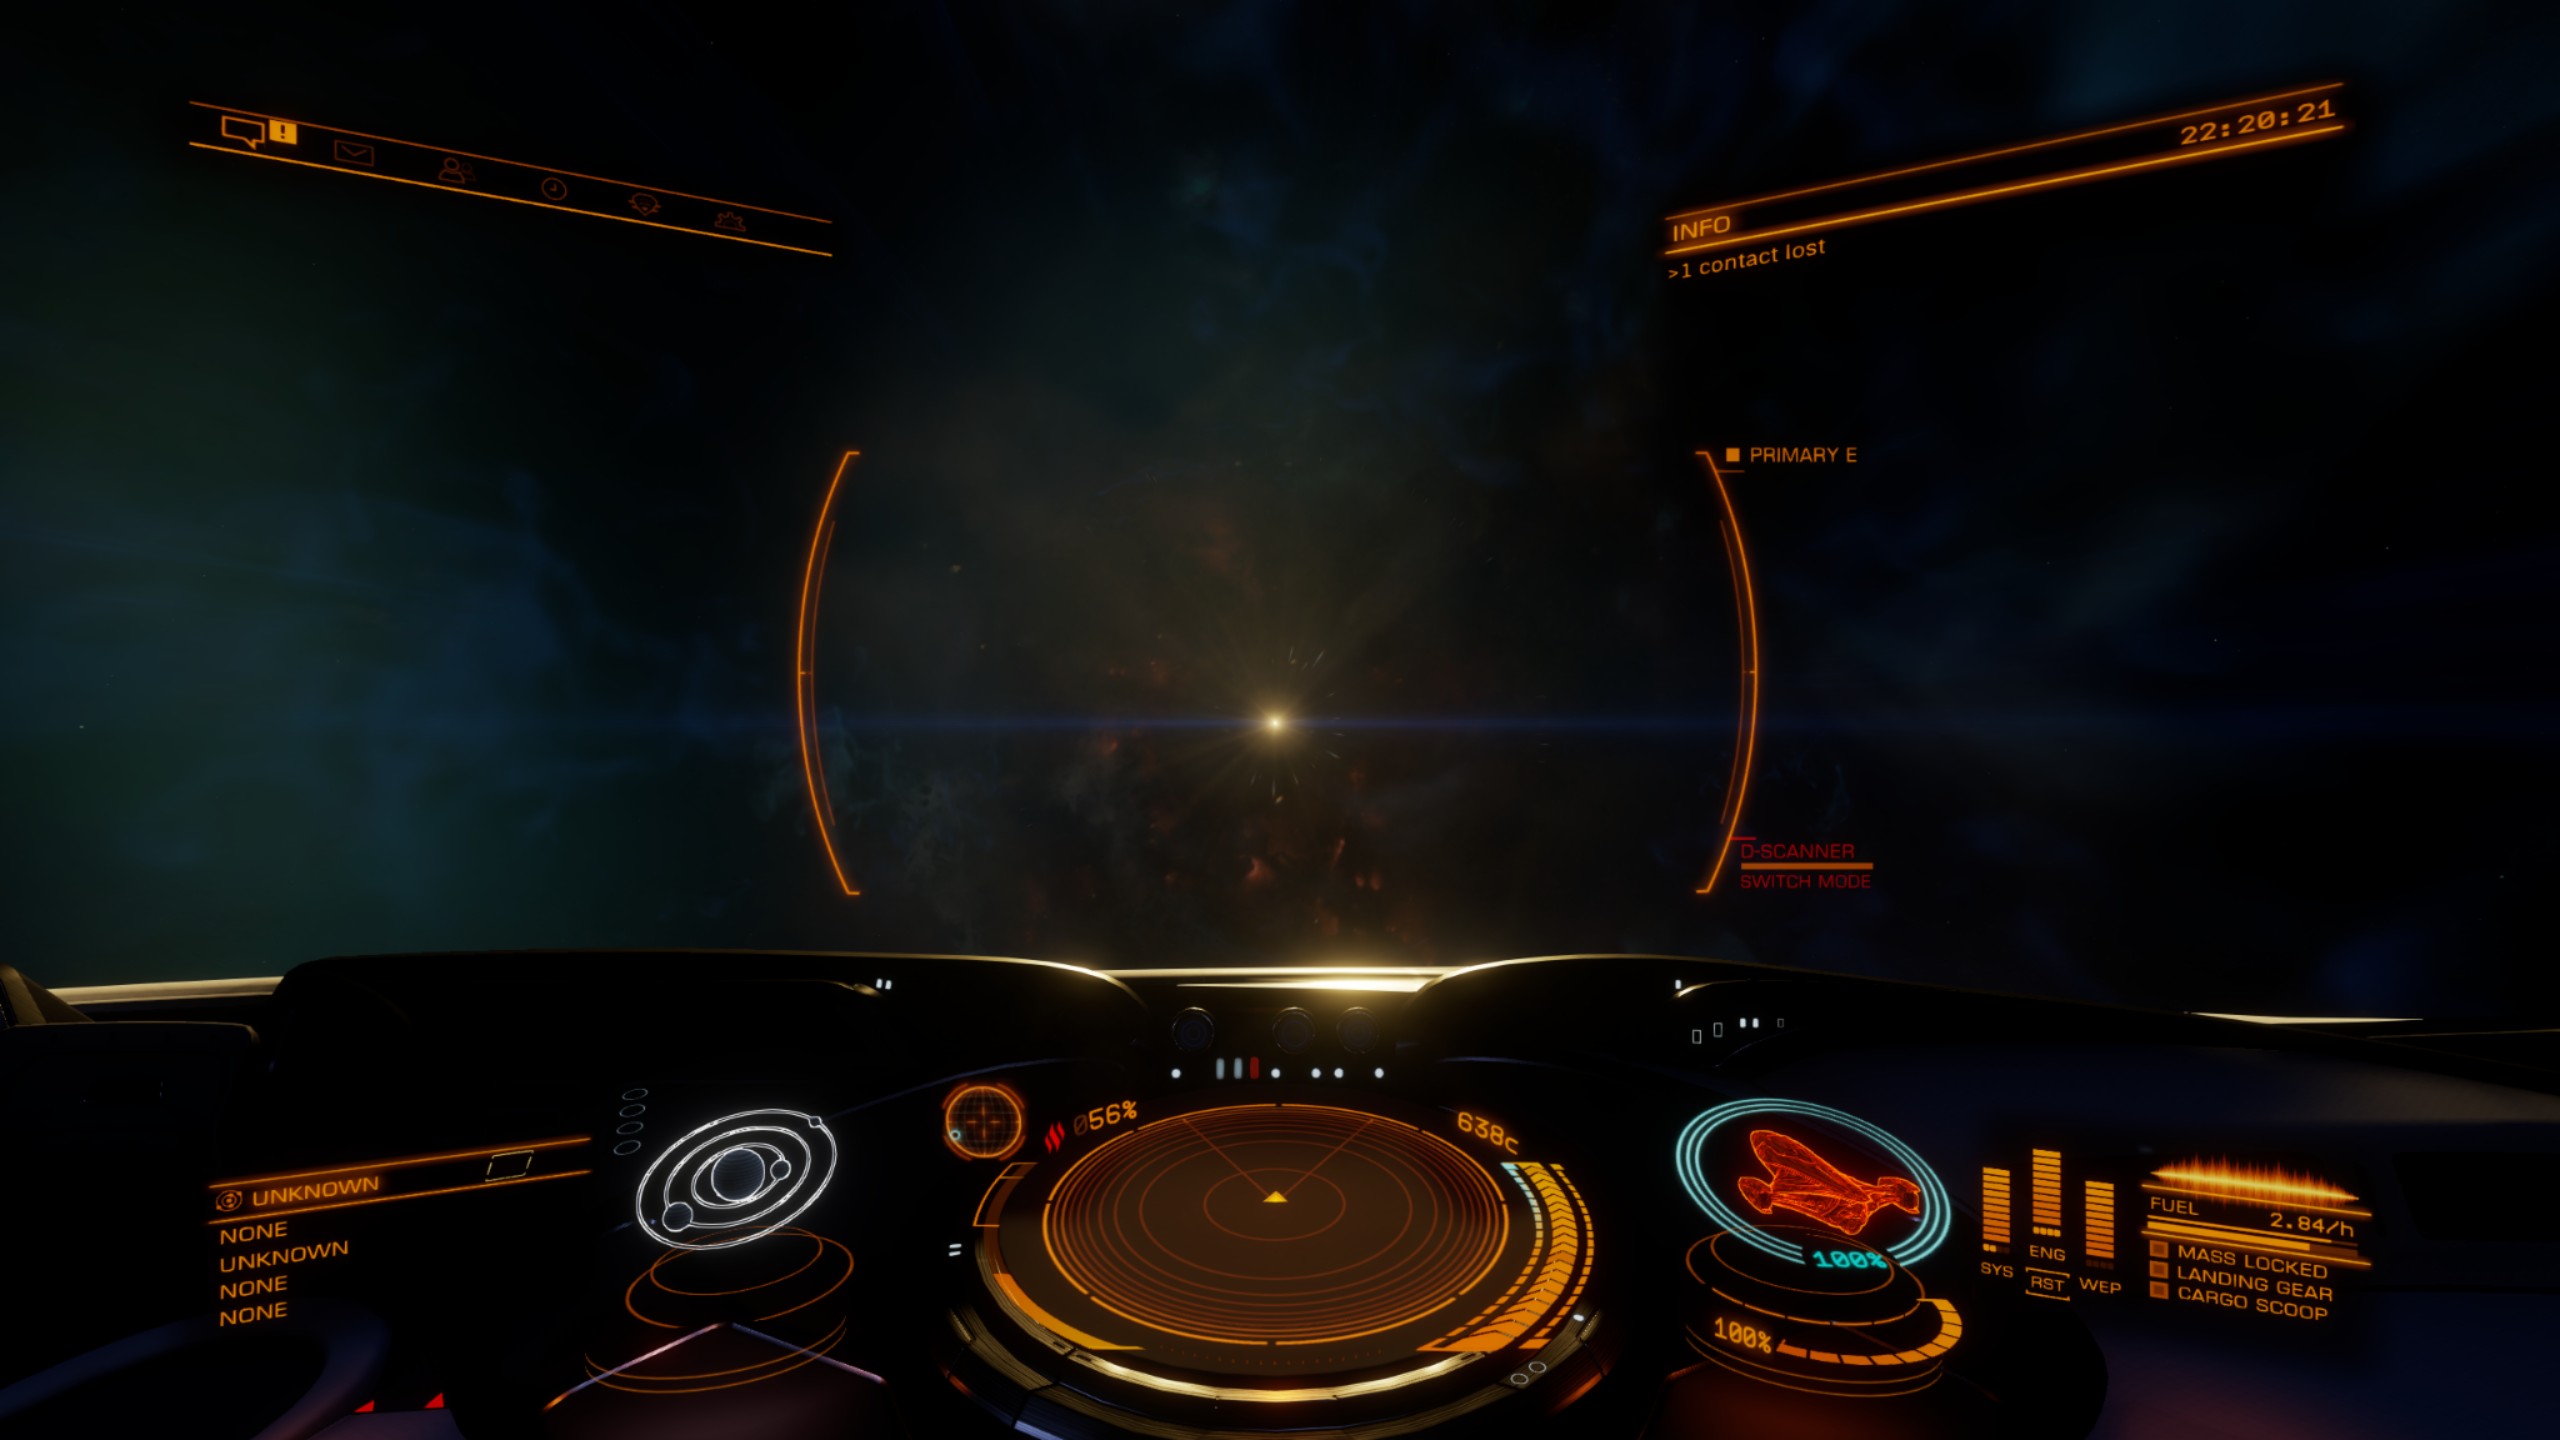 22:20:21
INFO
>1 contact lost
PRIMARY E
D-SCANNER
SWITCH MODE
056%
638c
UNKNOWN
NONE
UNKNOWN
NONE
NONE
100%
100%
SYS
ENG
RST
WEP
FUEL
2.84/h
MASS LOCKED
LANDING GEAR
CARGO SCOOP